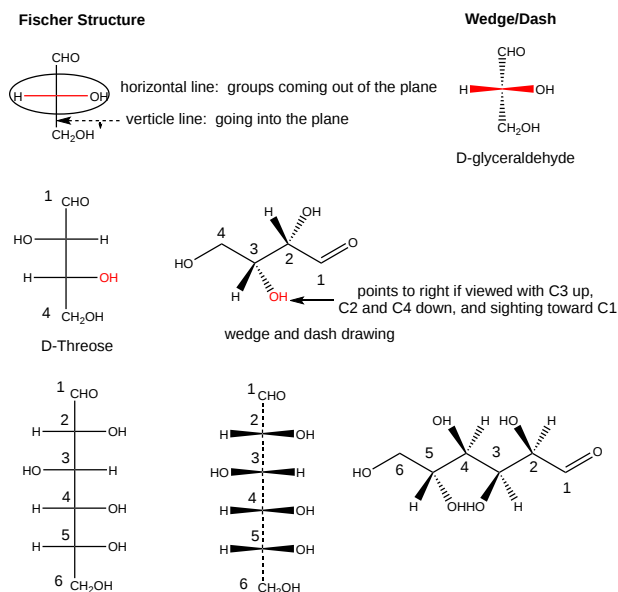 Fischer Structure
Wedge/Dash
CHO
H
OH
CH2OH
horizontal line:  groups coming out of the plane
verticle line:  going into the plane
CHO
H
OH
CH2OH
D-glyceraldehyde
1
CHO
HO
H
H
OH
4
CH2OH
D-Threose
H
OH
4
3
2
O
HO
1
H
OH
points to right if viewed with C3 up,
C2 and C4 down, and sighting toward C1
wedge and dash drawing
1
CHO
2
H
OH
3
HO
H
4
H
OH
5
H
OH
6
CH2OH
1
CHO
2
H
OH
3
HO
H
4
H
OH
5
H
OH
6
CH2OH
OH
H
HO
H
5
3
O
HO
6
4
2
1
H
OH
HO
H